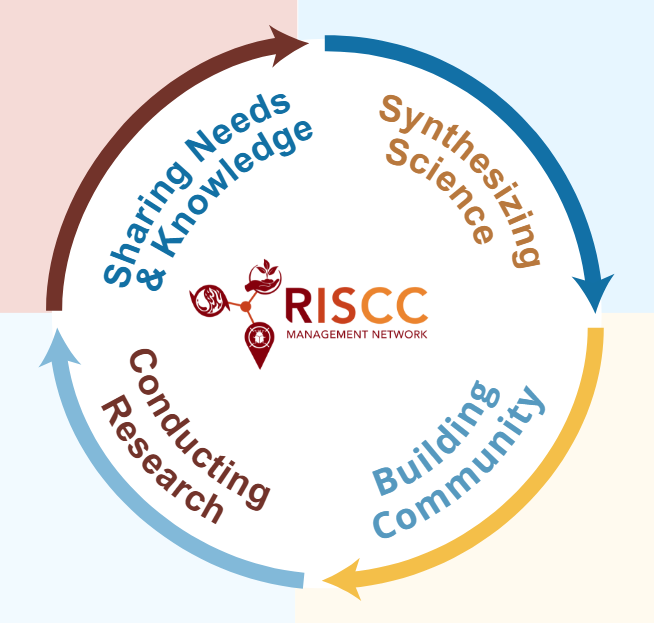 Sharing Needs
& Knowledge
Synthesizing
Science
RISCC
MANAGEMENT NETWORK
Conducting
Research
Building
Community